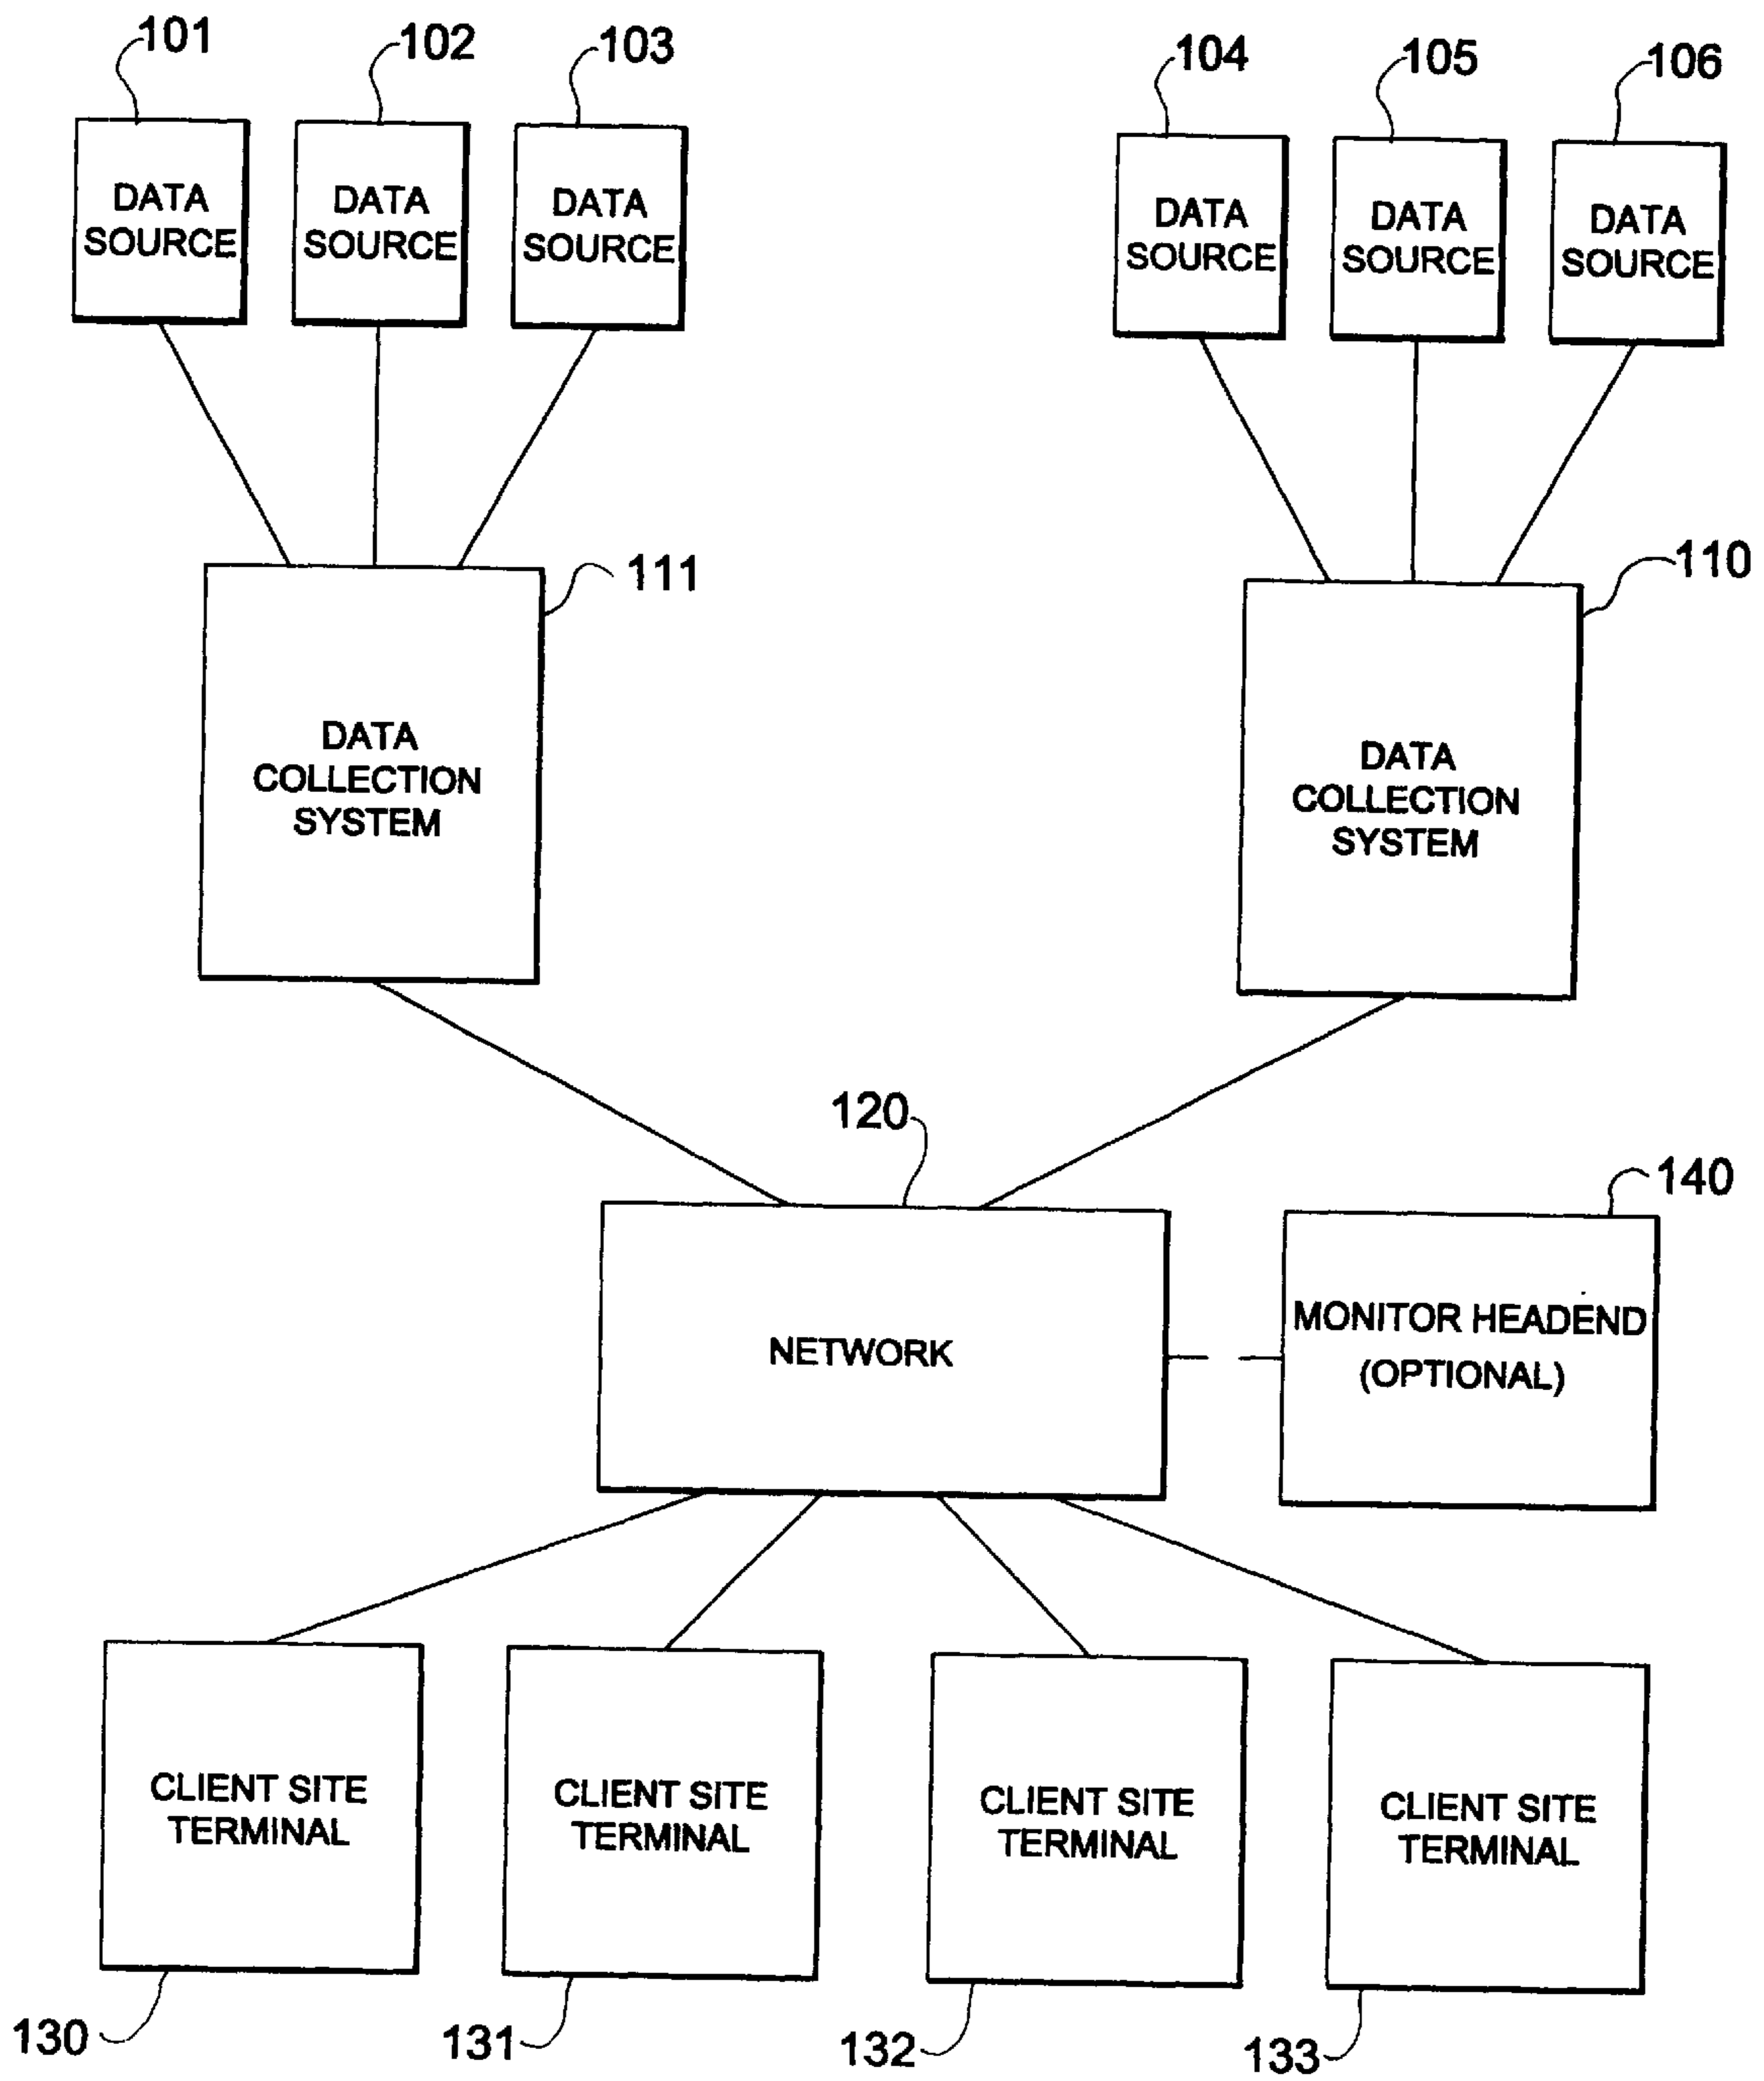 101
102
103
104
105
106
DATA
SOURCE
DATA
SOURCE
DATA
SOURCE
DATA
SOURCE
DATA
SOURCE
DATA
SOURCE
111
110
DATA
COLLECTION
SYSTEM
DATA
COLLECTION
SYSTEM
120
140
NETWORK
MONITOR HEADEND
(OPTIONAL)
CLIENT SITE
TERMINAL
CLIENT SITE
TERMINAL
CLIENT SITE
TERMINAL
CLIENT SITE
TERMINAL
130
131
132
133